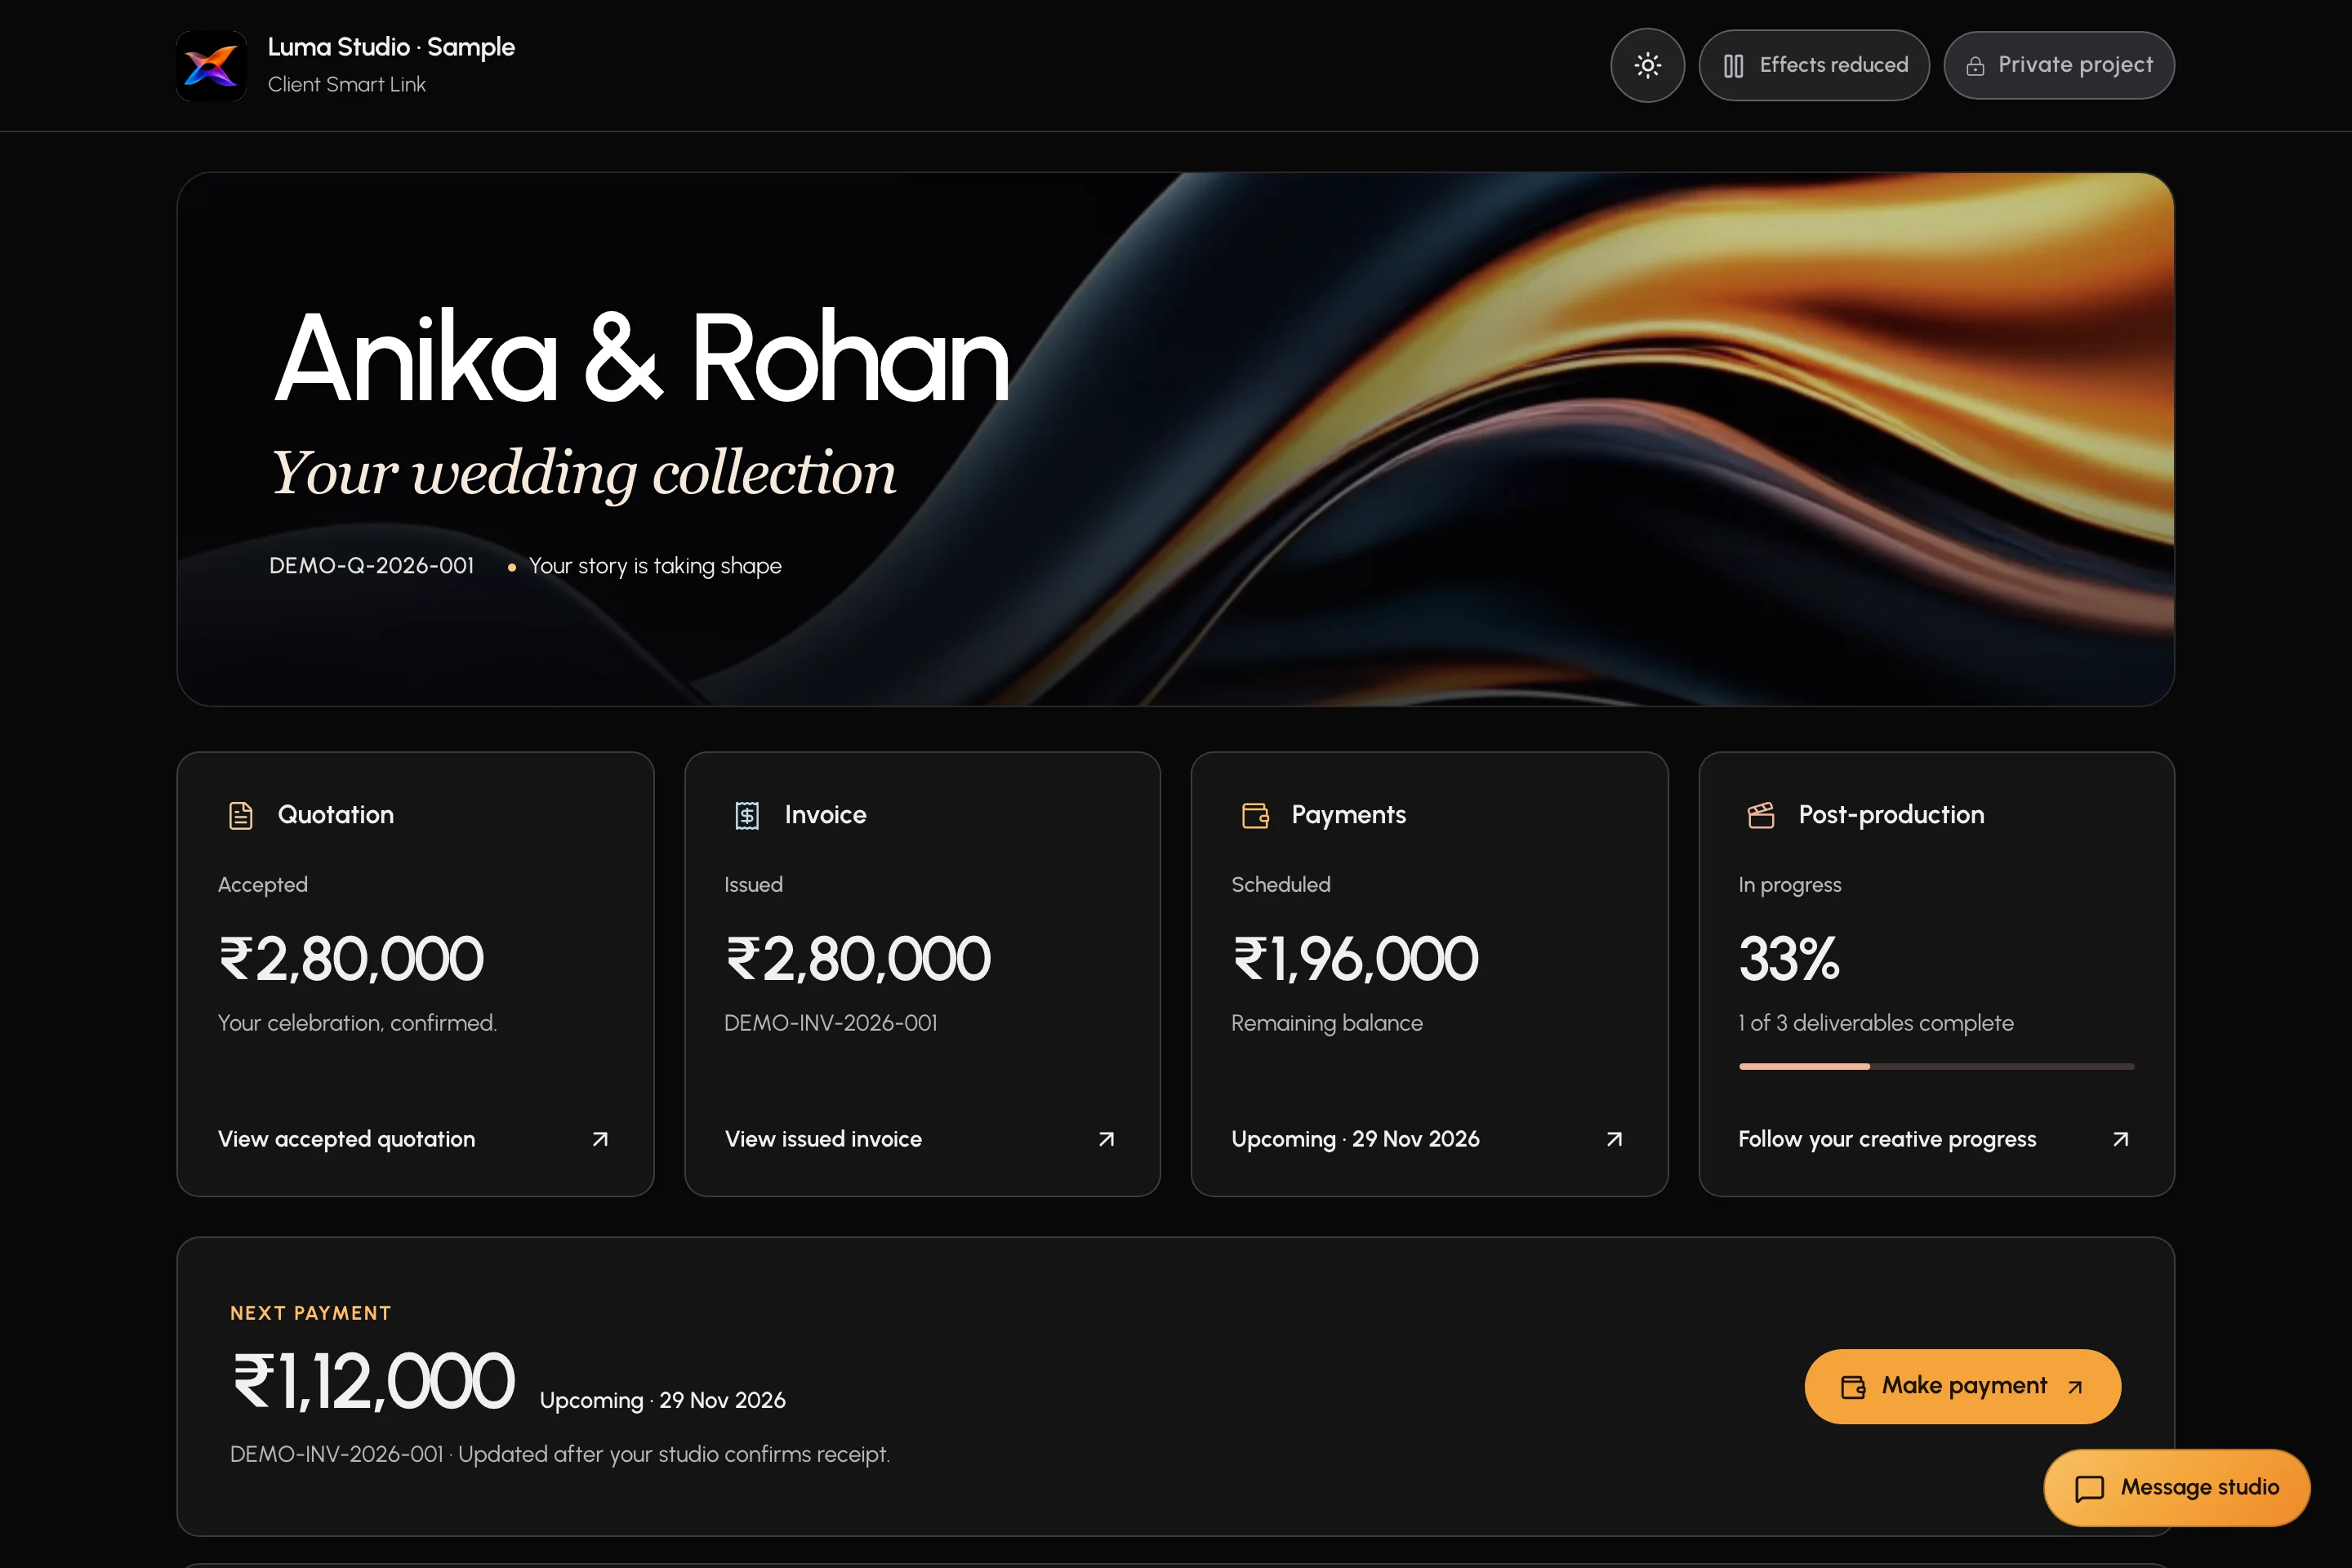 Luma Studio · Sample
Client Smart Link
Effects reduced
Private project
Anika & Rohan
Your wedding collection
DEMO-Q-2026-001 • Your story is taking shape
Quotation
Accepted
₹2,80,000
Your celebration, confirmed.
View accepted quotation
Invoice
Issued
₹2,80,000
DEMO-INV-2026-001
View issued invoice
Payments
Scheduled
₹1,96,000
Remaining balance
Upcoming · 29 Nov 2026
Post-production
In progress
33%
1 of 3 deliverables complete
Follow your creative progress
NEXT PAYMENT
₹1,12,000 Upcoming · 29 Nov 2026
DEMO-INV-2026-001 · Updated after your studio confirms receipt.
Make payment
Message studio